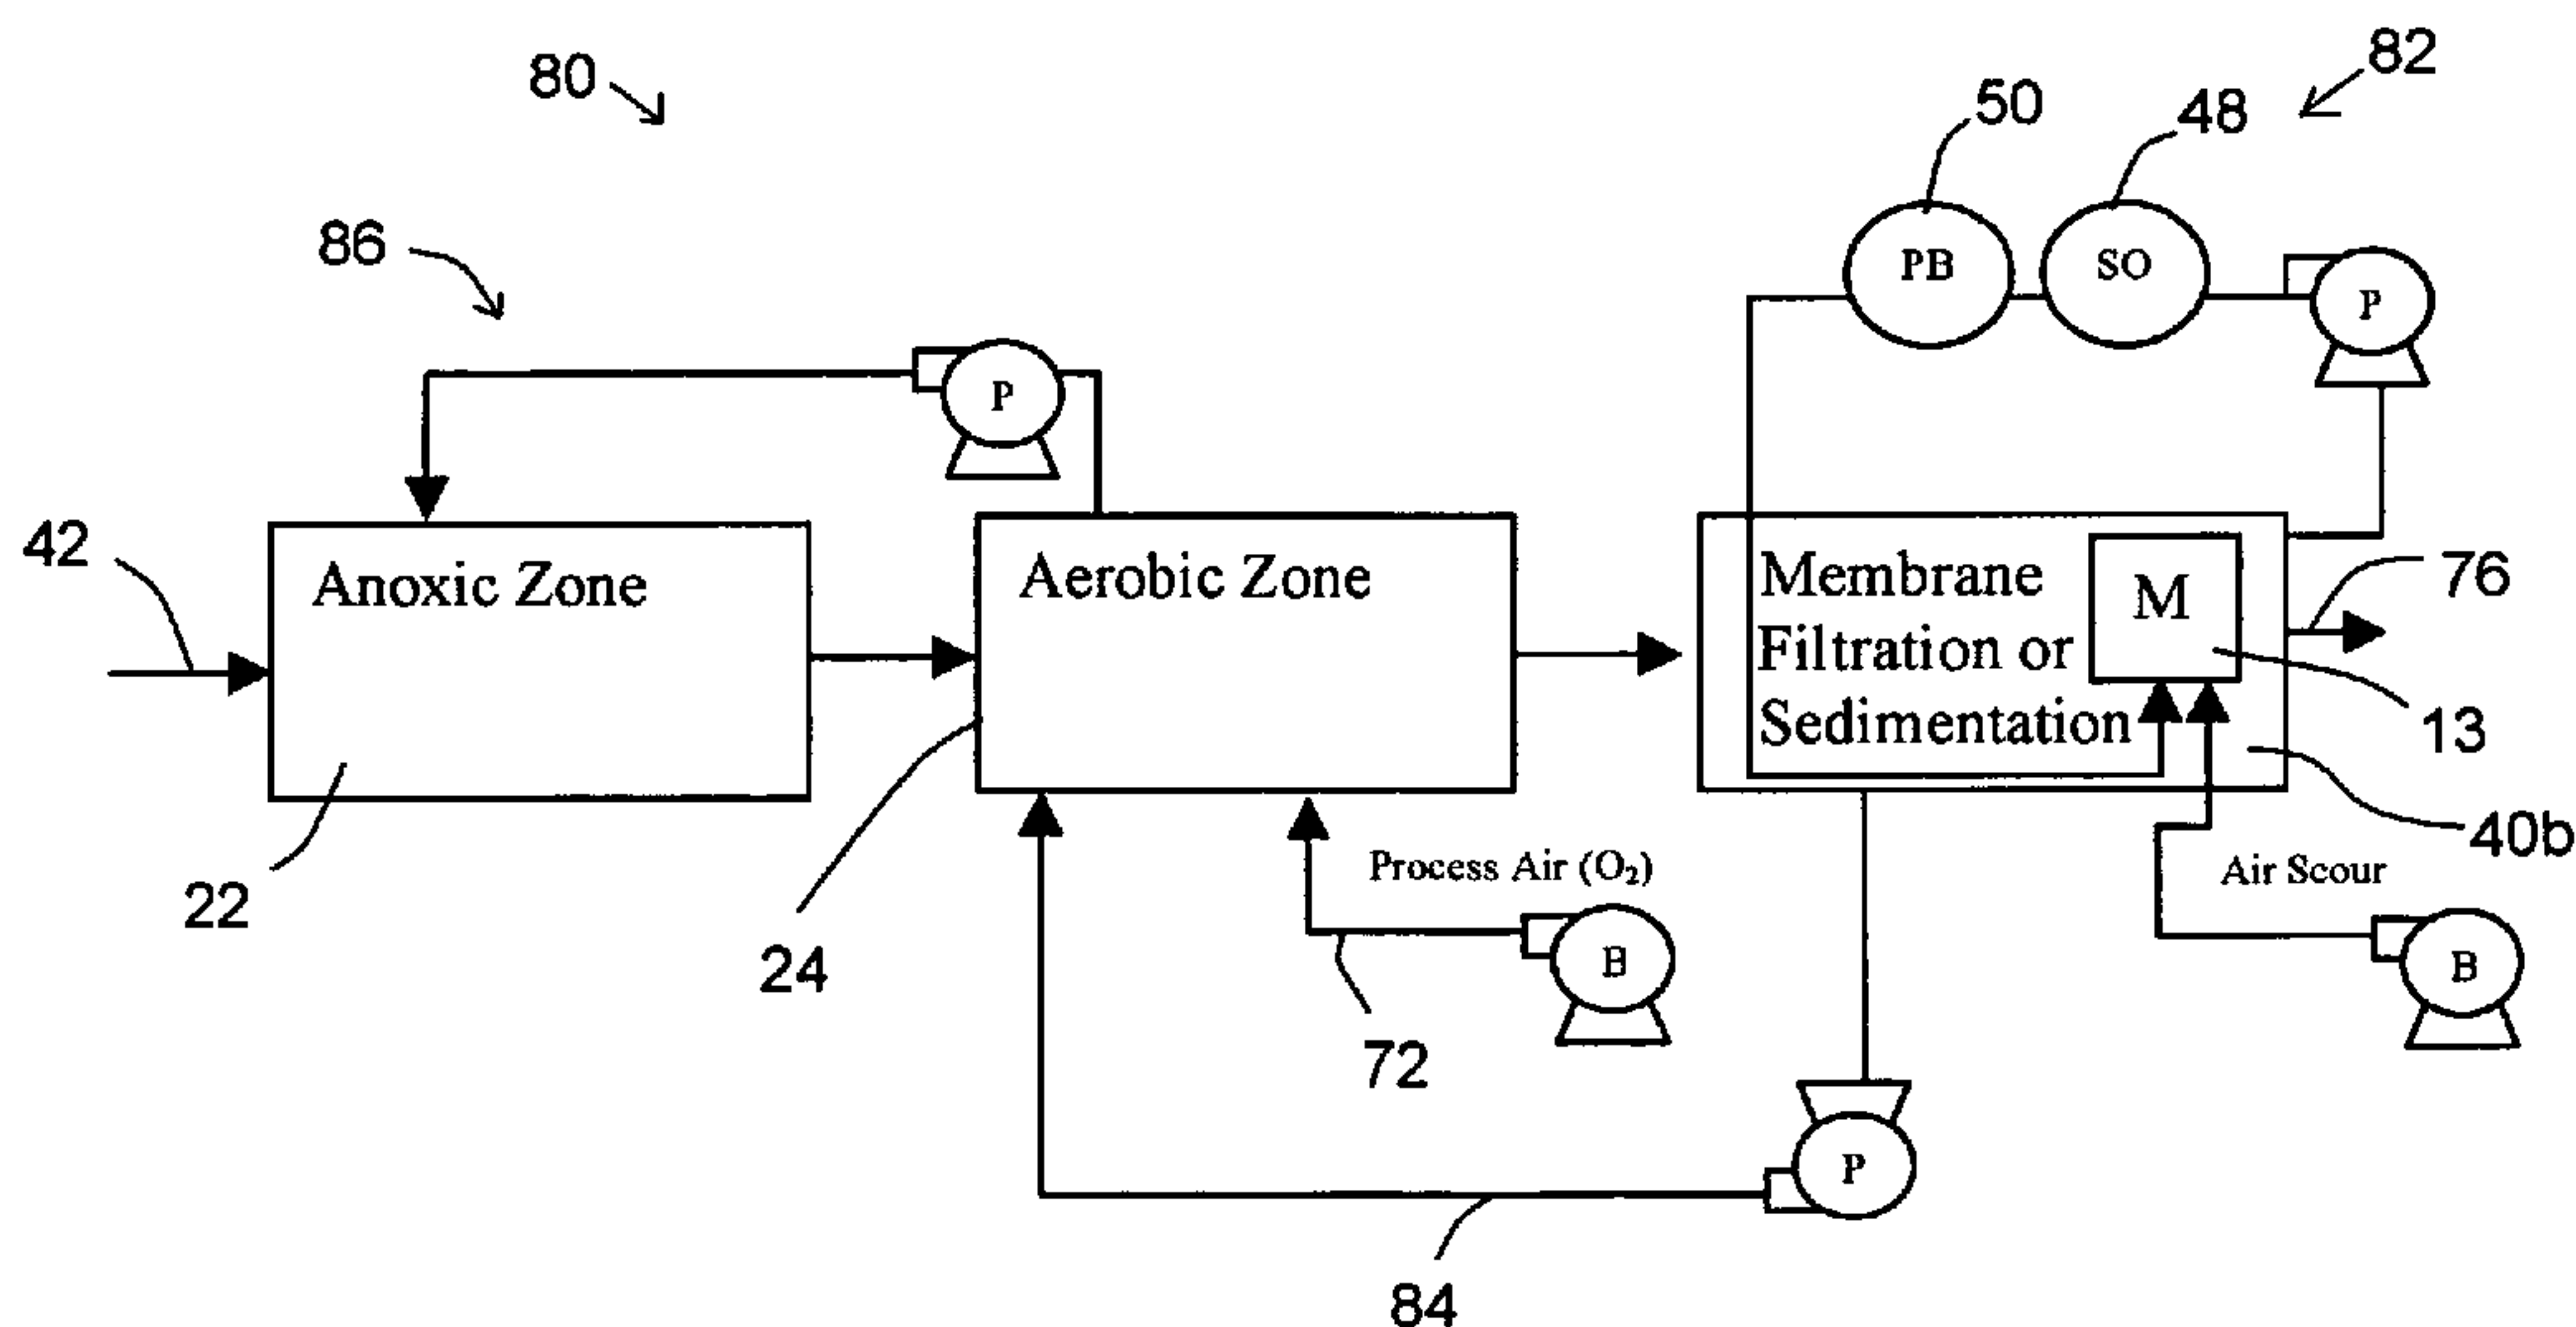 80
82
50
48
86
PB
SO
P
P
42
Anoxic Zone
Aerobic Zone
Membrane
Filtration or
Sedimentation
M
76
13
22
24
Process Air (O₂)
Air Scour
40b
B
B
72
P
84